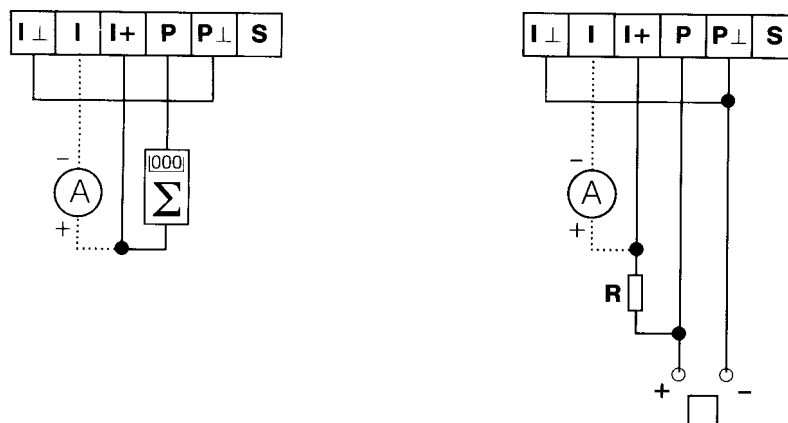 I⊥ I I+ P P⊥ S
I⊥ I I+ P P⊥ S
− −
|000|
A A
Σ
+ +
R
+ −